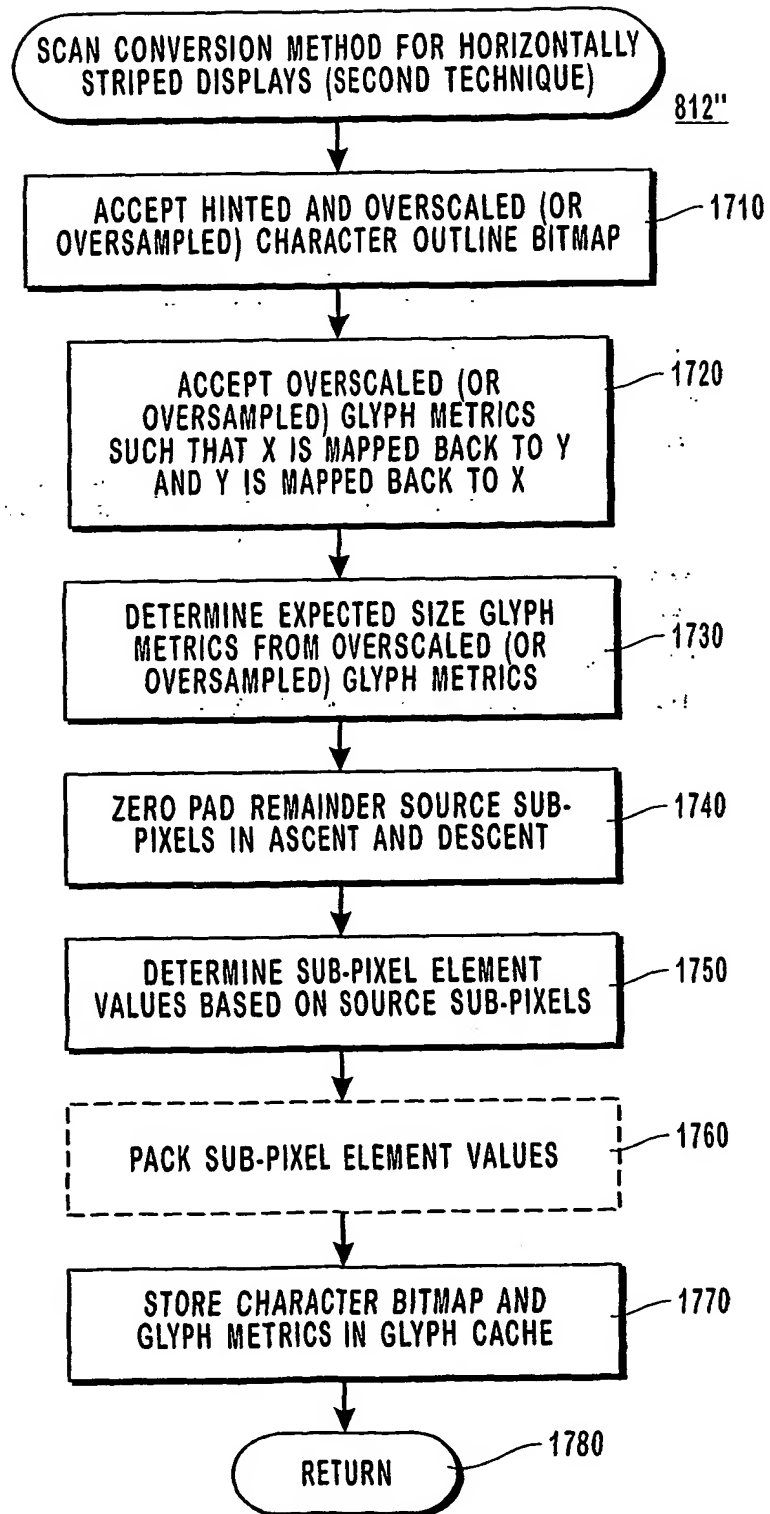 SCAN CONVERSION METHOD FOR HORIZONTALLY
STRIPED DISPLAYS (SECOND TECHNIQUE)
812"
ACCEPT HINTED AND OVERSCALED (OR
OVERSAMPLED) CHARACTER OUTLINE BITMAP
1710
ACCEPT OVERSCALED (OR
OVERSAMPLED) GLYPH METRICS
SUCH THAT X IS MAPPED BACK TO Y
AND Y IS MAPPED BACK TO X
1720
DETERMINE EXPECTED SIZE GLYPH
METRICS FROM OVERSCALED (OR
OVERSAMPLED) GLYPH METRICS
1730
ZERO PAD REMAINDER SOURCE SUB-
PIXELS IN ASCENT AND DESCENT
1740
DETERMINE SUB-PIXEL ELEMENT
VALUES BASED ON SOURCE SUB-PIXELS
1750
PACK SUB-PIXEL ELEMENT VALUES
1760
STORE CHARACTER BITMAP AND
GLYPH METRICS IN GLYPH CACHE
1770
RETURN
1780